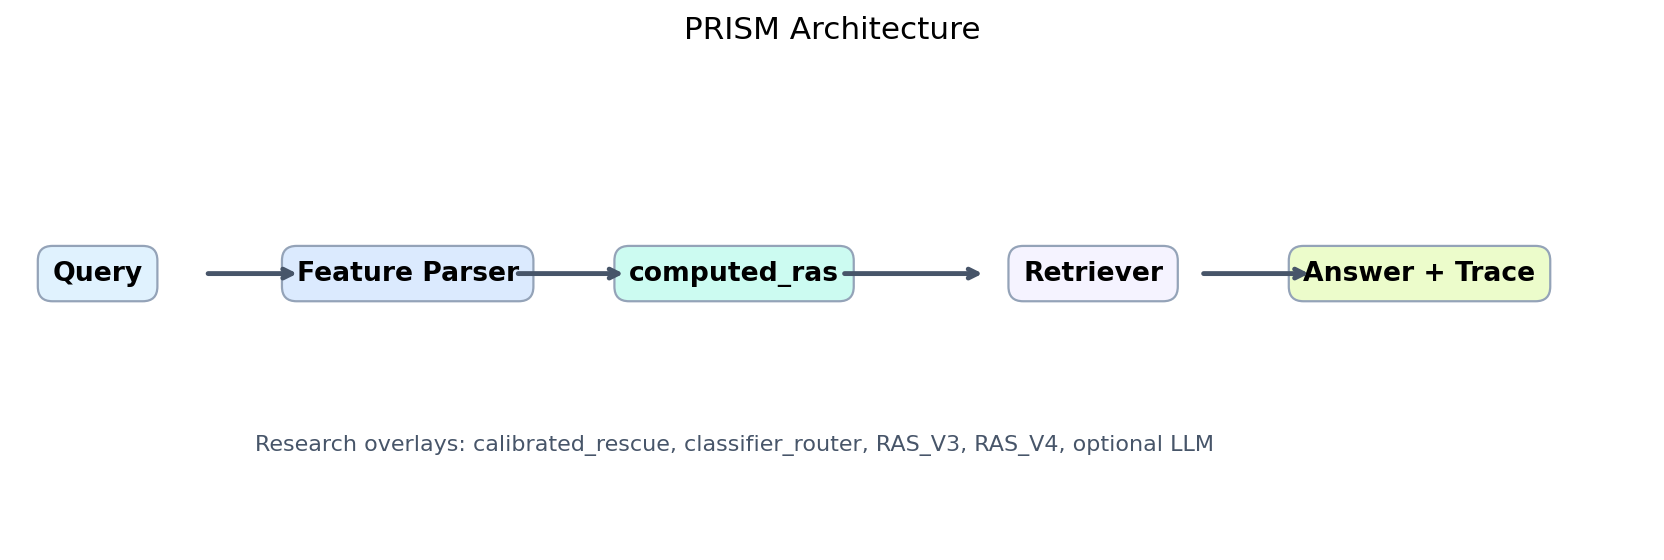 PRISM Architecture
Query
Feature Parser
computed_ras
Retriever
Answer + Trace
Research overlays: calibrated_rescue, classifier_router, RAS_V3, RAS_V4, optional LLM